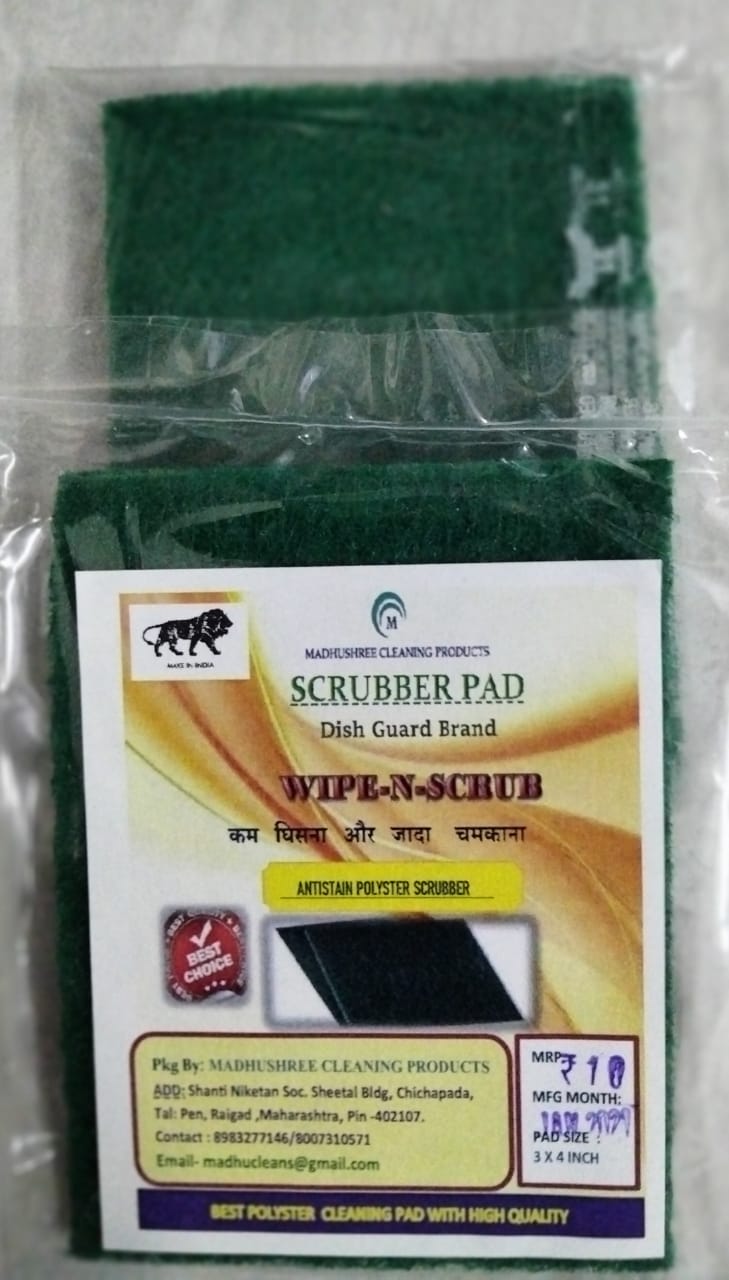 MAKE IN INDIA
M
MADHUSHREE CLEANING PRODUCTS
SCRUBBER PAD
Dish Guard Brand
WIPE-N-SCRUB
कम घिसना और जादा चमकाना
ANTISTAIN POLYSTER SCRUBBER
BEST CHOICE
Pkg By: MADHUSHREE CLEANING PRODUCTS
ADD: Shanti Niketan Soc. Sheetal Bldg, Chichapada,
Tal: Pen, Raigad ,Maharashtra, Pin -402107.
Contact : 8983277146/8007310571
Email- madhucleans@gmail.com
MRP ₹ 10
MFG MONTH:
PAD SIZE :
3 X 4 INCH
BEST POLYSTER CLEANING PAD WITH HIGH QUALITY